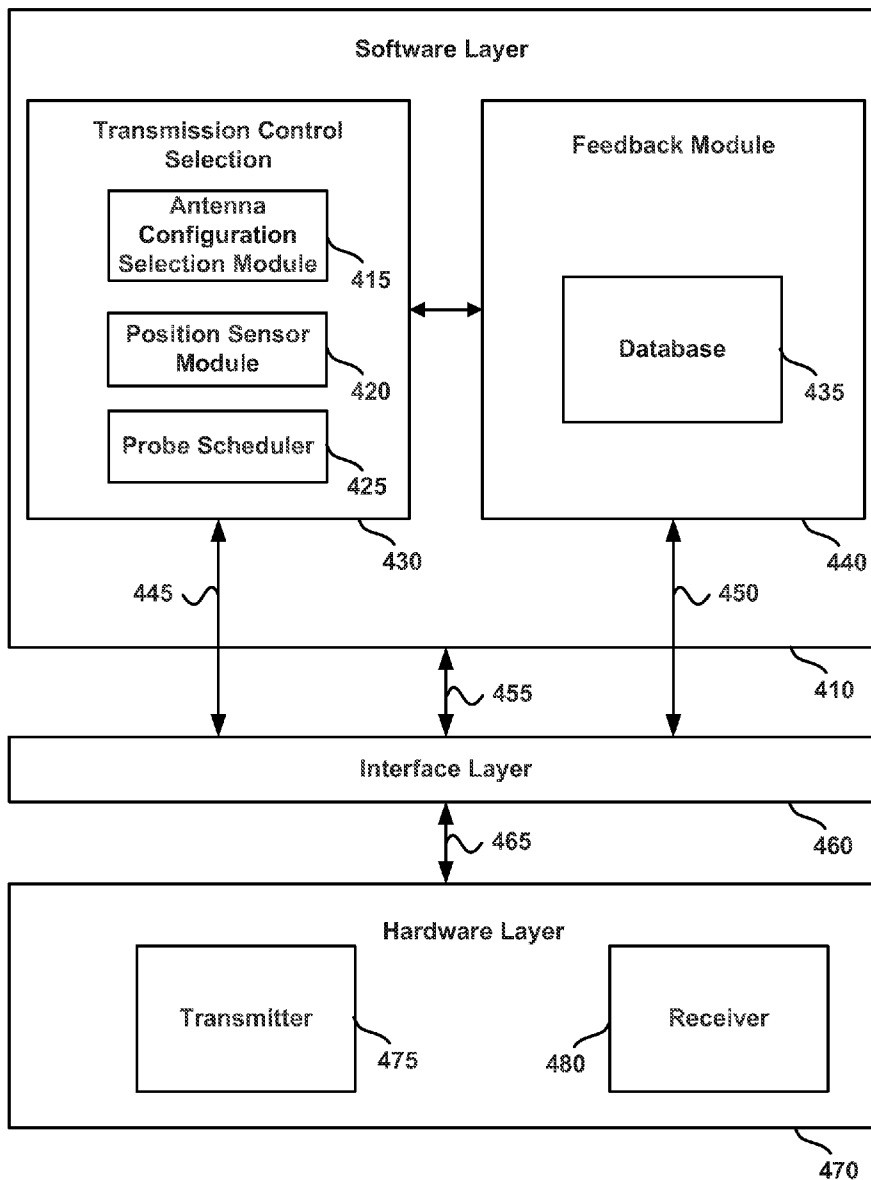 Software Layer
Transmission Control
Selection
Antenna
Configuration
Selection Module
415
Position Sensor
Module
420
Probe Scheduler
425
430
Feedback Module
Database
435
440
445
450
410
455
Interface Layer
460
465
Hardware Layer
Transmitter
475
Receiver
480
470